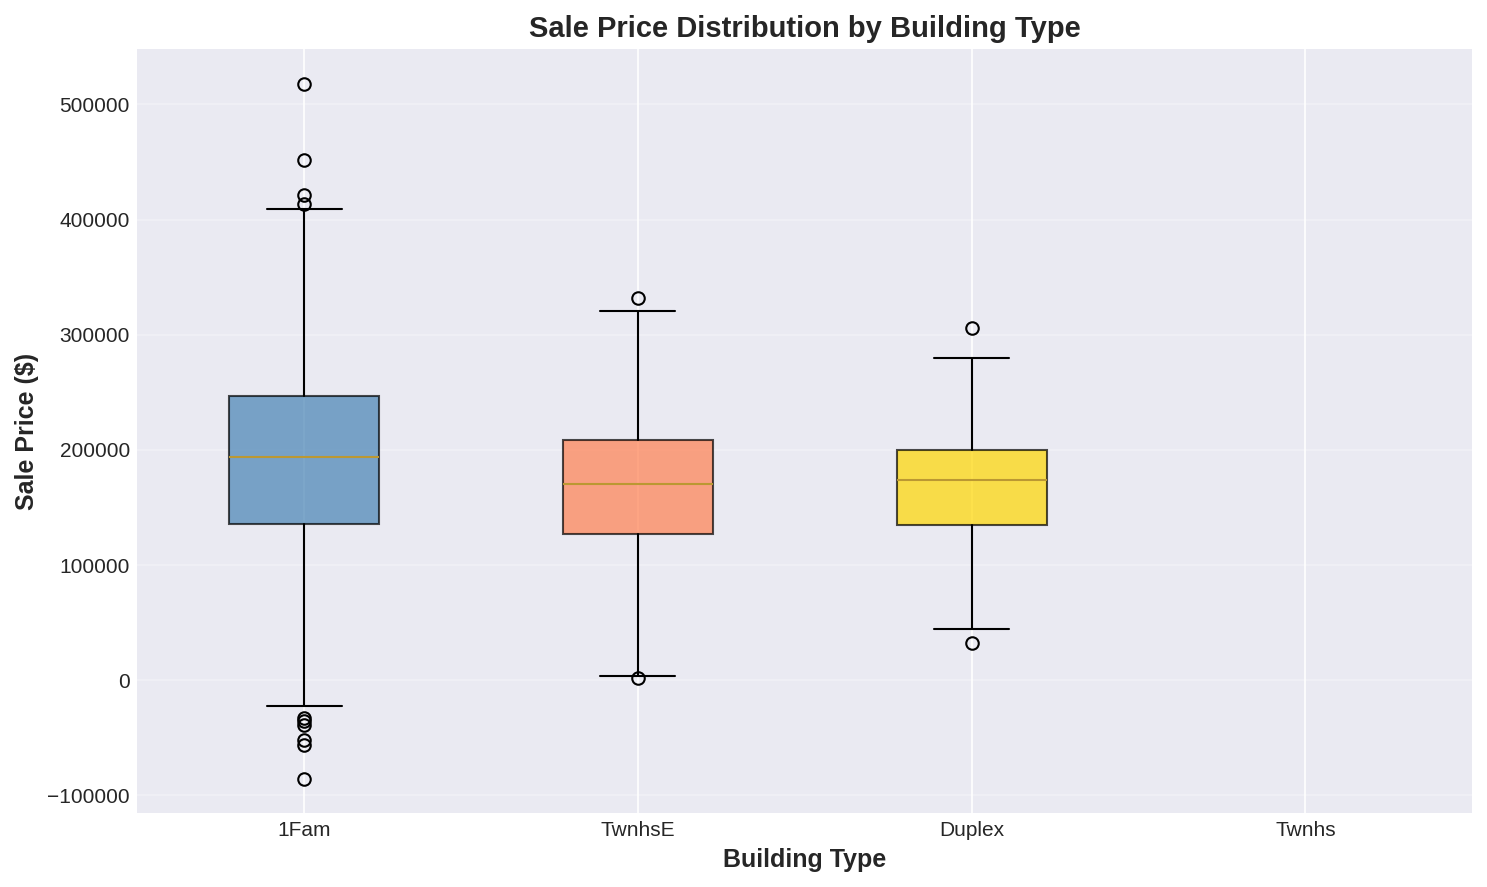 Sale Price Distribution by Building Type
Sale Price ($)
500000
400000
300000
200000
100000
0
−100000
1Fam TwnhsE Duplex Twnhs
Building Type